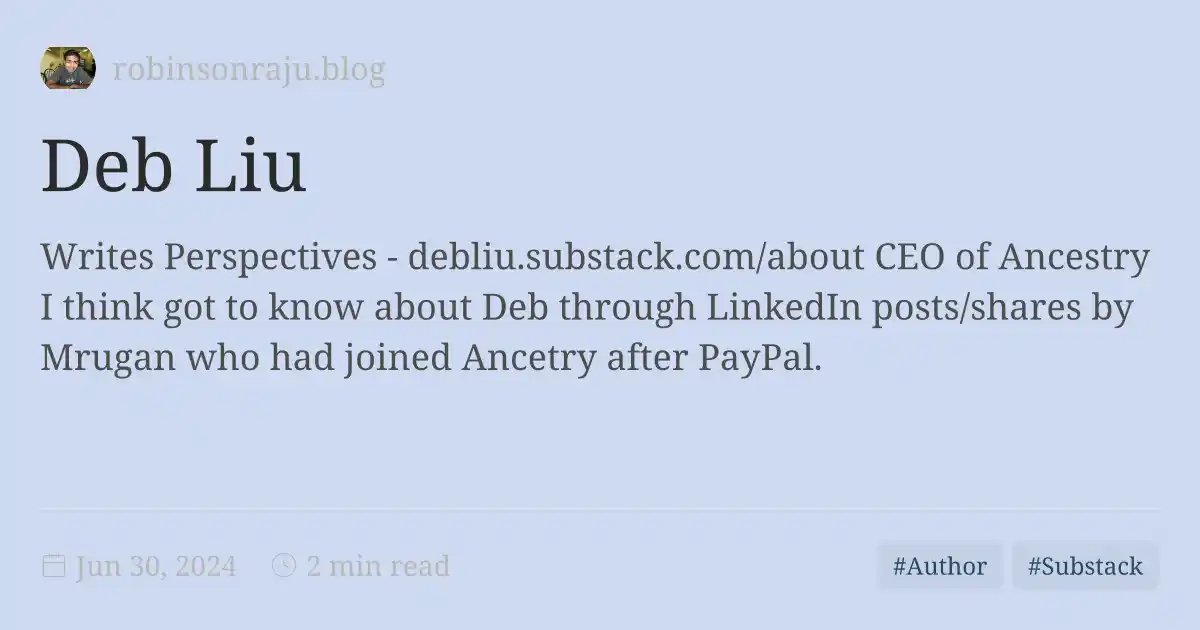 robinsonraju.blog
Deb Liu
Writes Perspectives - debliu.substack.com/about CEO of Ancestry
I think got to know about Deb through LinkedIn posts/shares by
Mrugan who had joined Ancetry after PayPal.
Jun 30, 2024 2 min read #Author #Substack